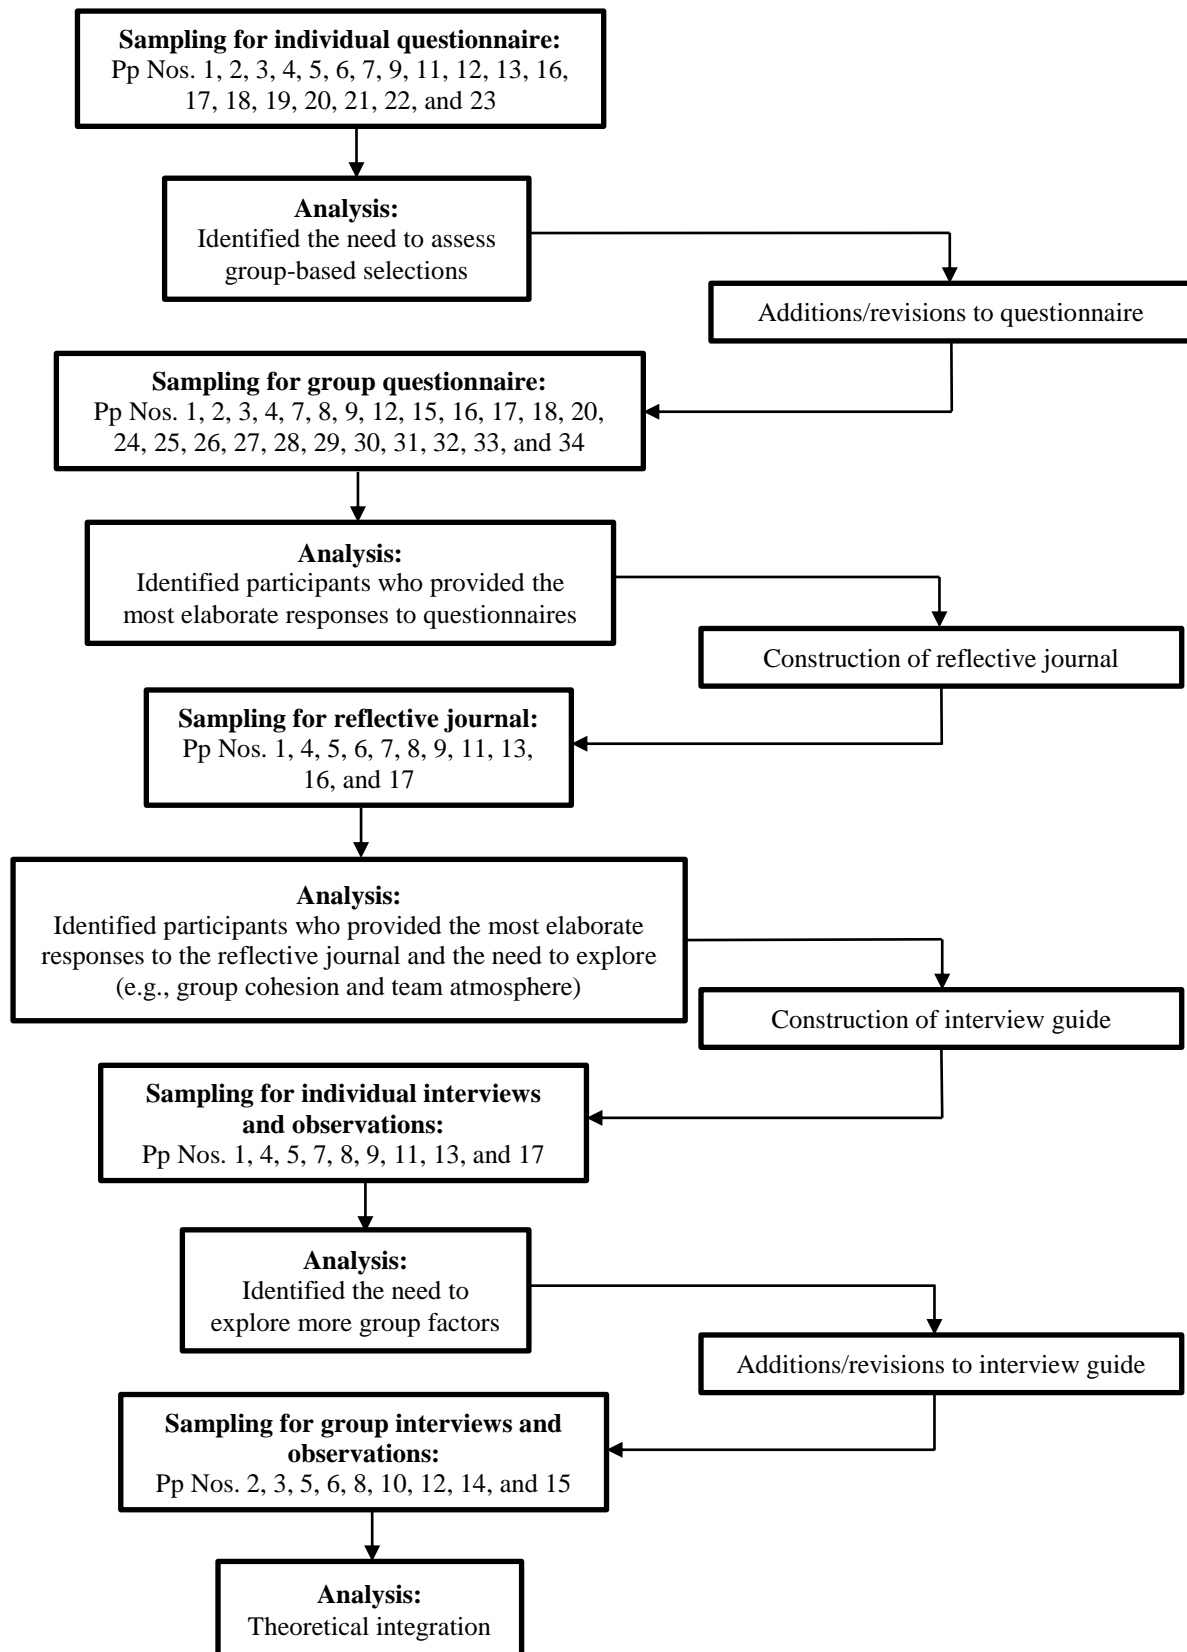 Sampling for individual questionnaire:
Pp Nos. 1, 2, 3, 4, 5, 6, 7, 9, 11, 12, 13, 16,
17, 18, 19, 20, 21, 22, and 23
Analysis:
Identified the need to assess
group-based selections
Additions/revisions to questionnaire
Sampling for group questionnaire:
Pp Nos. 1, 2, 3, 4, 7, 8, 9, 12, 15, 16, 17, 18, 20,
24, 25, 26, 27, 28, 29, 30, 31, 32, 33, and 34
Analysis:
Identified participants who provided the
most elaborate responses to questionnaires
Construction of reflective journal
Sampling for reflective journal:
Pp Nos. 1, 4, 5, 6, 7, 8, 9, 11, 13,
16, and 17
Analysis:
Identified participants who provided the most elaborate
responses to the reflective journal and the need to explore
(e.g., group cohesion and team atmosphere)
Construction of interview guide
Sampling for individual interviews
and observations:
Pp Nos. 1, 4, 5, 7, 8, 9, 11, 13, and 17
Analysis:
Identified the need to
explore more group factors
Additions/revisions to interview guide
Sampling for group interviews and
observations:
Pp Nos. 2, 3, 5, 6, 8, 10, 12, 14, and 15
Analysis:
Theoretical integration